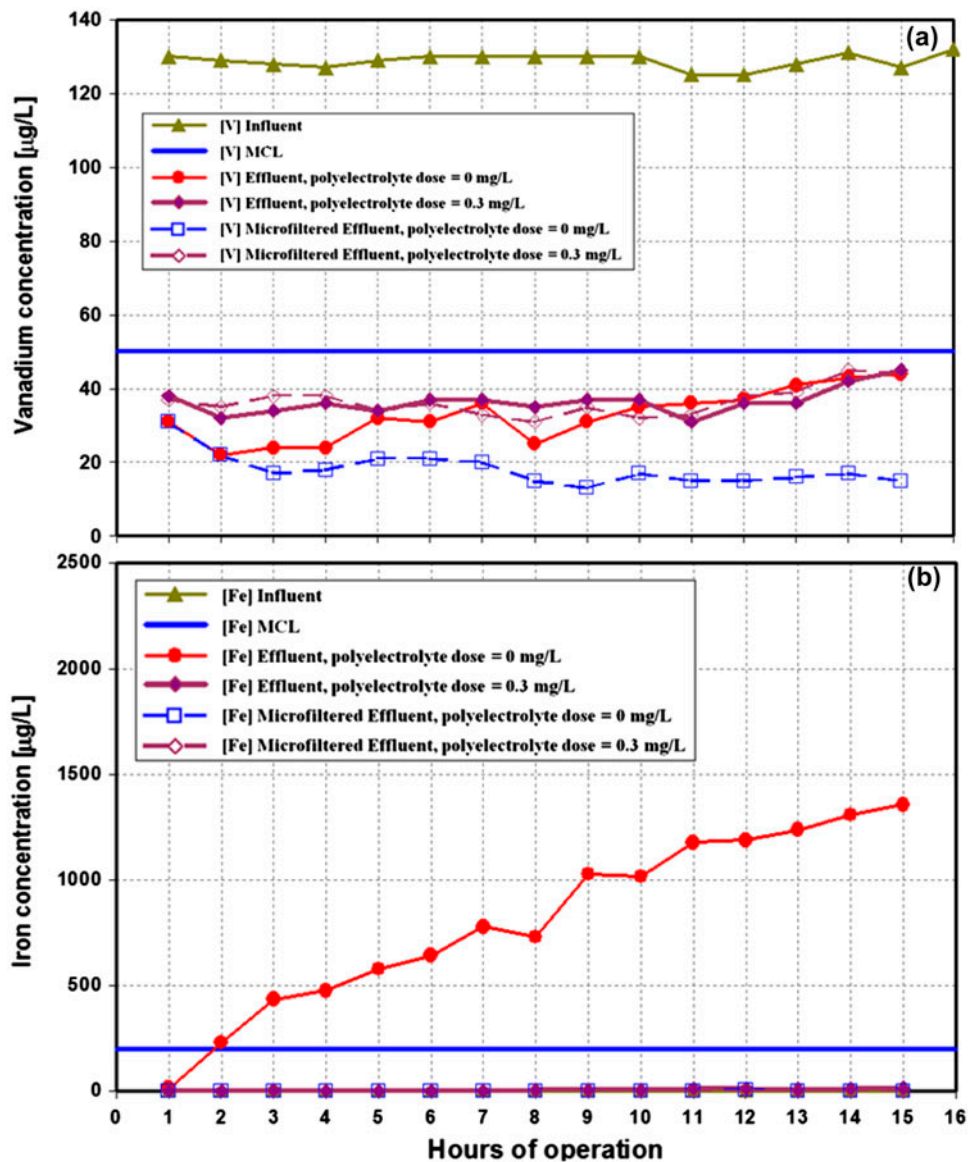 (a)
Vanadium concentration [µg/L]
140
120
100
80
60
40
20
0
[V] Influent
[V] MCL
[V] Effluent, polyelectrolyte dose = 0 mg/L
[V] Effluent, polyelectrolyte dose = 0.3 mg/L
[V] Microfiltered Effluent, polyelectrolyte dose = 0 mg/L
[V] Microfiltered Effluent, polyelectrolyte dose = 0.3 mg/L
(b)
Iron concentration [µg/L]
2500
2000
1500
1000
500
0
[Fe] Influent
[Fe] MCL
[Fe] Effluent, polyelectrolyte dose = 0 mg/L
[Fe] Effluent, polyelectrolyte dose = 0.3 mg/L
[Fe] Microfiltered Effluent, polyelectrolyte dose = 0 mg/L
[Fe] Microfiltered Effluent, polyelectrolyte dose = 0.3 mg/L
0 1 2 3 4 5 6 7 8 9 10 11 12 13 14 15 16
Hours of operation